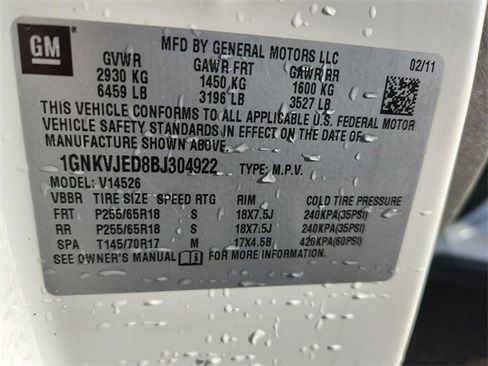 GM
MFD BY GENERAL MOTORS LLC
02/11
GVWR GAWR FRT GAWR RR
2930 KG 1450 KG 1600 KG
6459 LB 3196 LB 3527 LB
THIS VEHICLE CONFORMS TO ALL APPLICABLE U.S. FEDERAL MOTOR
VEHICLE SAFETY STANDARDS IN EFFECT ON THE DATE OF
MANUFACTURE SHOWN ABOVE.
1GNKVJED8BJ304922 TYPE: M.P.V.
MODEL: V14526
VBBR TIRE SIZE SPEED RTG RIM COLD TIRE PRESSURE
FRT P255/65R18 S 18X7.5J 240KPA(35PSI)
RR P255/65R18 S 18X7.5J 240KPA(35PSI)
SPA T145/70R17 M 17X4.5B 420KPA(60PSI)
SEE OWNER'S MANUAL FOR MORE INFORMATION.